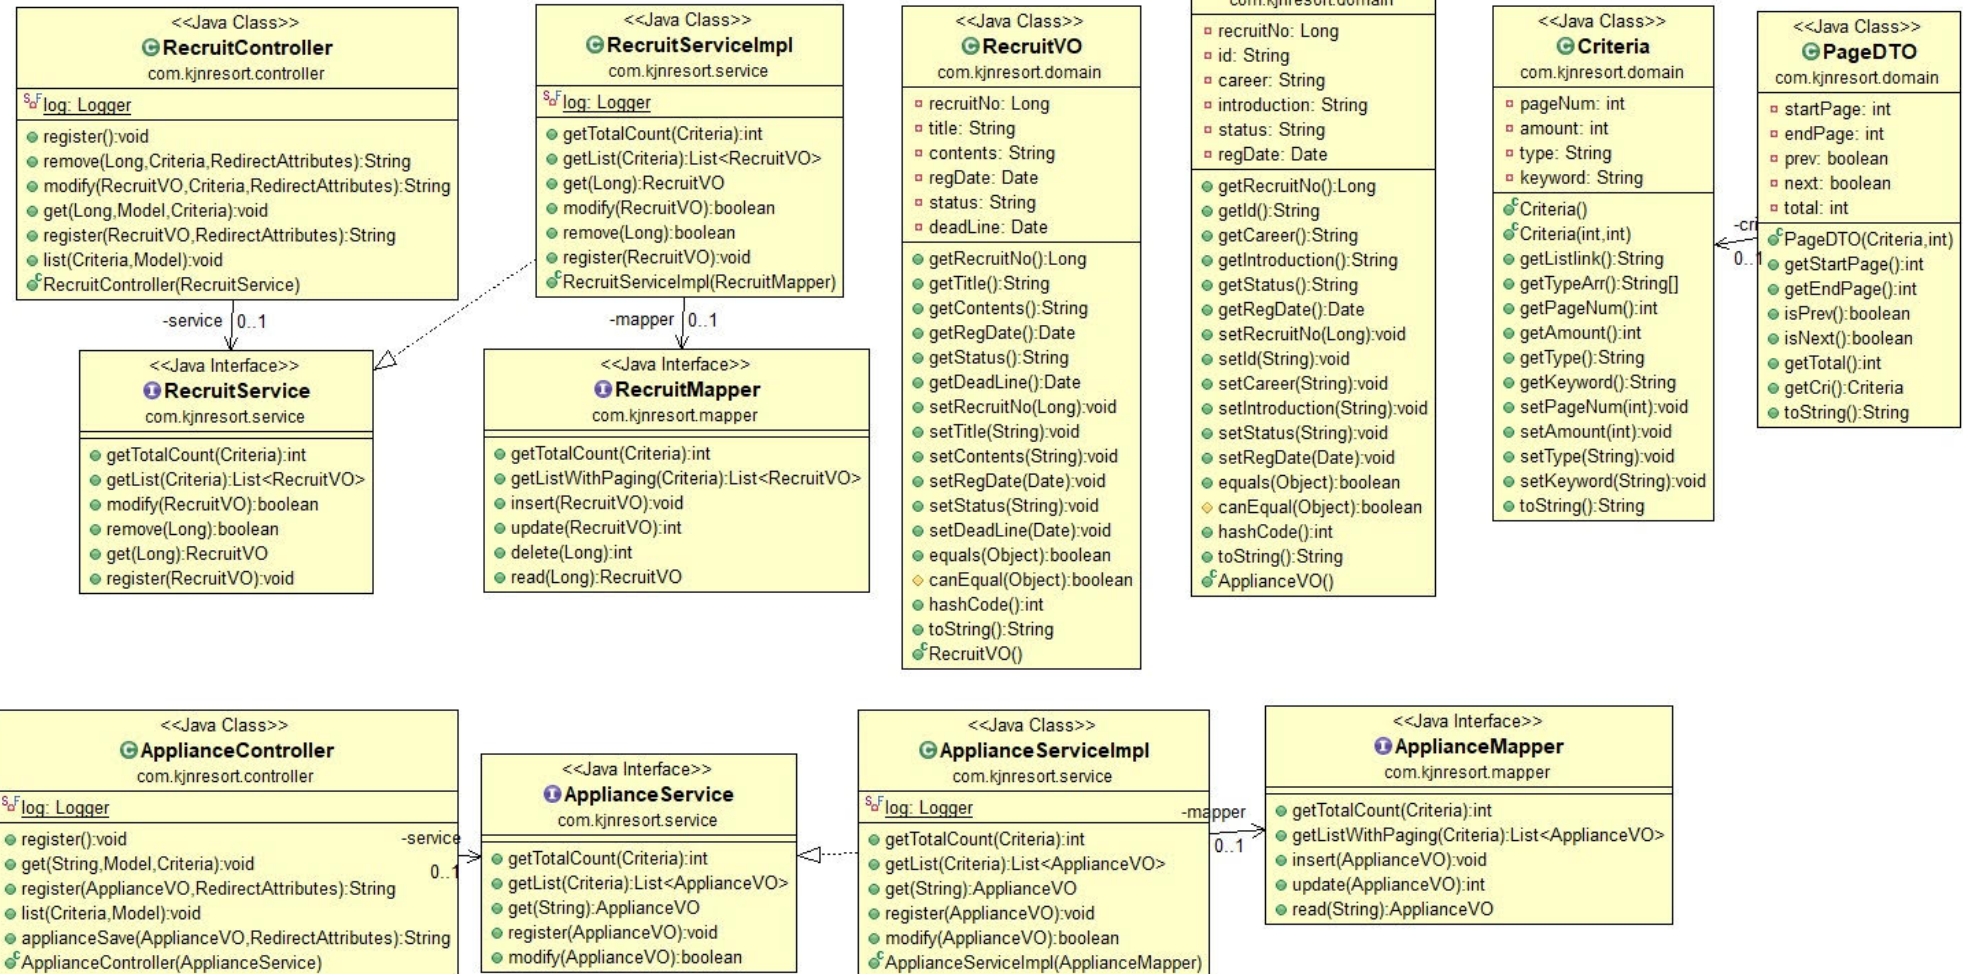 <<Java Class>>
RecruitController
com.kjnresort.controller
log: Logger
register():void
remove(Long,Criteria,RedirectAttributes):String
modify(RecruitVO,Criteria,RedirectAttributes):String
get(Long,Model,Criteria):void
register(RecruitVO,RedirectAttributes):String
list(Criteria,Model):void
RecruitController(RecruitService)
-service
0..1
<<Java Interface>>
RecruitService
com.kjnresort.service
getTotalCount(Criteria):int
getList(Criteria):List<RecruitVO>
modify(RecruitVO):boolean
remove(Long):boolean
get(Long):RecruitVO
register(RecruitVO):void
<<Java Class>>
RecruitServiceImpl
com.kjnresort.service
log: Logger
getTotalCount(Criteria):int
getList(Criteria):List<RecruitVO>
get(Long):RecruitVO
modify(RecruitVO):boolean
remove(Long):boolean
register(RecruitVO):void
RecruitServiceImpl(RecruitMapper)
-mapper
0..1
<<Java Interface>>
RecruitMapper
com.kjnresort.mapper
getTotalCount(Criteria):int
getListWithPaging(Criteria):List<RecruitVO>
insert(RecruitVO):void
update(RecruitVO):int
delete(Long):int
read(Long):RecruitVO
<<Java Class>>
RecruitVO
com.kjnresort.domain
recruitNo: Long
title: String
contents: String
regDate: Date
status: String
deadLine: Date
getRecruitNo():Long
getTitle():String
getContents():String
getRegDate():Date
getStatus():String
getDeadLine():Date
setRecruitNo(Long):void
setTitle(String):void
setContents(String):void
setRegDate(Date):void
setStatus(String):void
setDeadLine(Date):void
equals(Object):boolean
canEqual(Object):boolean
hashCode():int
toString():String
RecruitVO()
com.kjnresort.domain
recruitNo: Long
id: String
career: String
introduction: String
status: String
regDate: Date
getRecruitNo():Long
getId():String
getCareer():String
getIntroduction():String
getStatus():String
getRegDate():Date
setRecruitNo(Long):void
setId(String):void
setCareer(String):void
setIntroduction(String):void
setStatus(String):void
setRegDate(Date):void
equals(Object):boolean
canEqual(Object):boolean
hashCode():int
toString():String
ApplianceVO()
<<Java Class>>
Criteria
com.kjnresort.domain
pageNum: int
amount: int
type: String
keyword: String
Criteria()
Criteria(int,int)
getListlink():String
getTypeArr():String[]
getPageNum():int
getAmount():int
getType():String
getKeyword():String
setPageNum(int):void
setAmount(int):void
setType(String):void
setKeyword(String):void
toString():String
-cri
0..1
<<Java Class>>
PageDTO
com.kjnresort.domain
startPage: int
endPage: int
prev: boolean
next: boolean
total: int
PageDTO(Criteria,int)
getStartPage():int
getEndPage():int
isPrev():boolean
isNext():boolean
getTotal():int
getCri():Criteria
toString():String
<<Java Class>>
ApplianceController
com.kjnresort.controller
log: Logger
register():void
get(String,Model,Criteria):void
register(ApplianceVO,RedirectAttributes):String
list(Criteria,Model):void
applianceSave(ApplianceVO,RedirectAttributes):String
ApplianceController(ApplianceService)
-service
0..1
<<Java Interface>>
ApplianceService
com.kjnresort.service
getTotalCount(Criteria):int
getList(Criteria):List<ApplianceVO>
get(String):ApplianceVO
register(ApplianceVO):void
modify(ApplianceVO):boolean
<<Java Class>>
ApplianceServiceImpl
com.kjnresort.service
log: Logger
getTotalCount(Criteria):int
getList(Criteria):List<ApplianceVO>
get(String):ApplianceVO
register(ApplianceVO):void
modify(ApplianceVO):boolean
ApplianceServiceImpl(ApplianceMapper)
-mapper
0..1
<<Java Interface>>
ApplianceMapper
com.kjnresort.mapper
getTotalCount(Criteria):int
getListWithPaging(Criteria):List<ApplianceVO>
insert(ApplianceVO):void
update(ApplianceVO):int
read(String):ApplianceVO